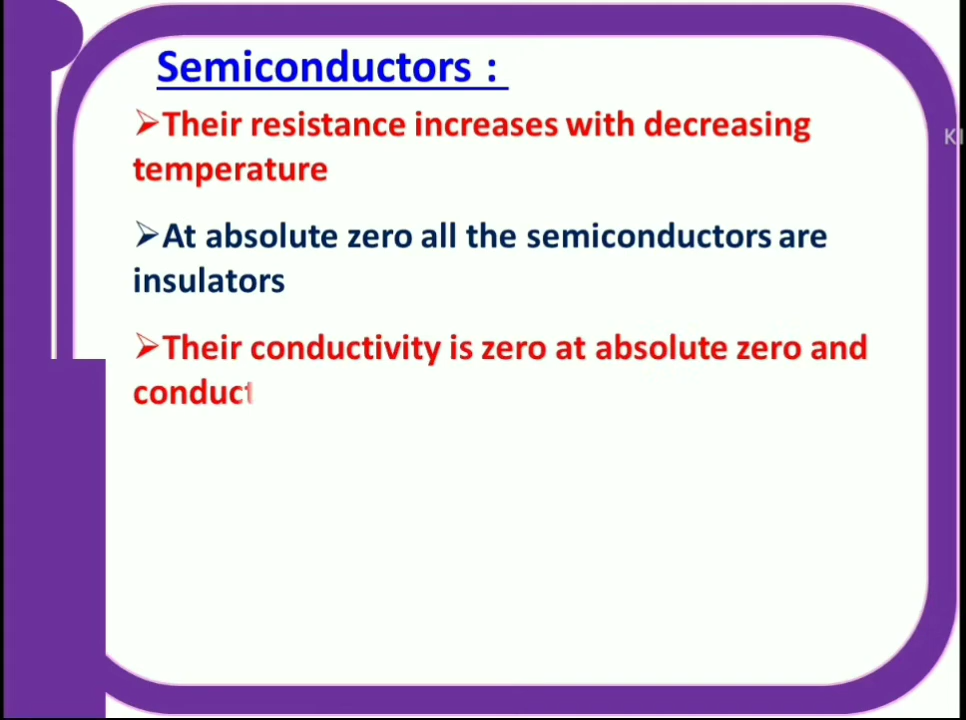 Semiconductors :
➢Their resistance increases with decreasing
temperature
➢At absolute zero all the semiconductors are
insulators
➢Their conductivity is zero at absolute zero and
conduct